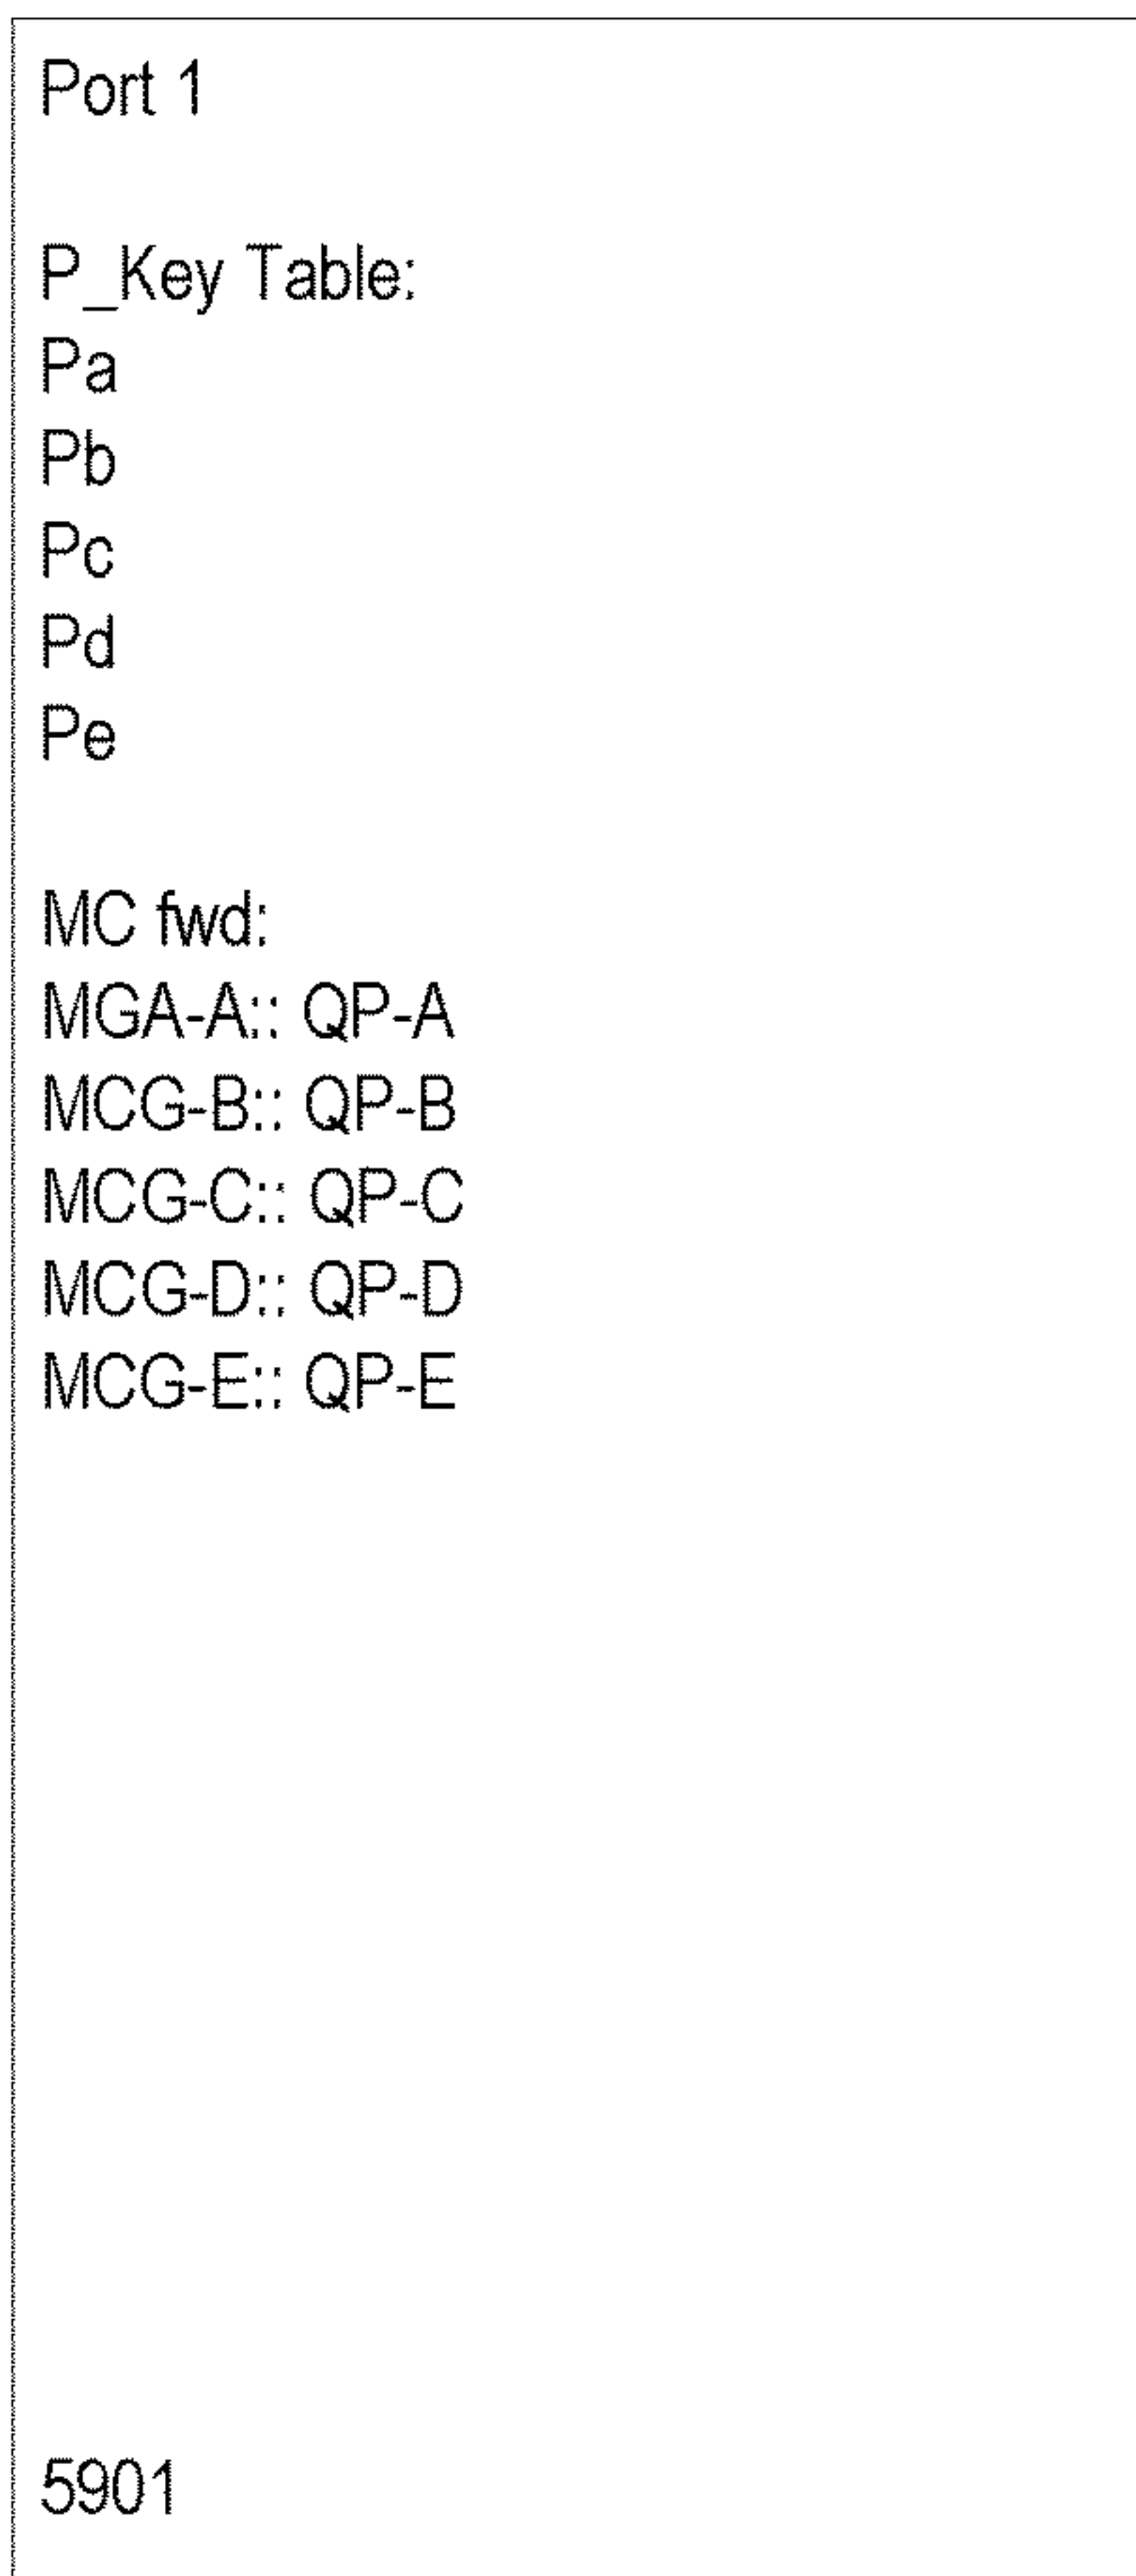 Port 1
P_Key Table:
Pa
Pb
Pc
Pd
Pe
MC fwd:
MGA-A:: QP-A
MCG-B:: QP-B
MCG-C:: QP-C
MCG-D:: QP-D
MCG-E:: QP-E
5901